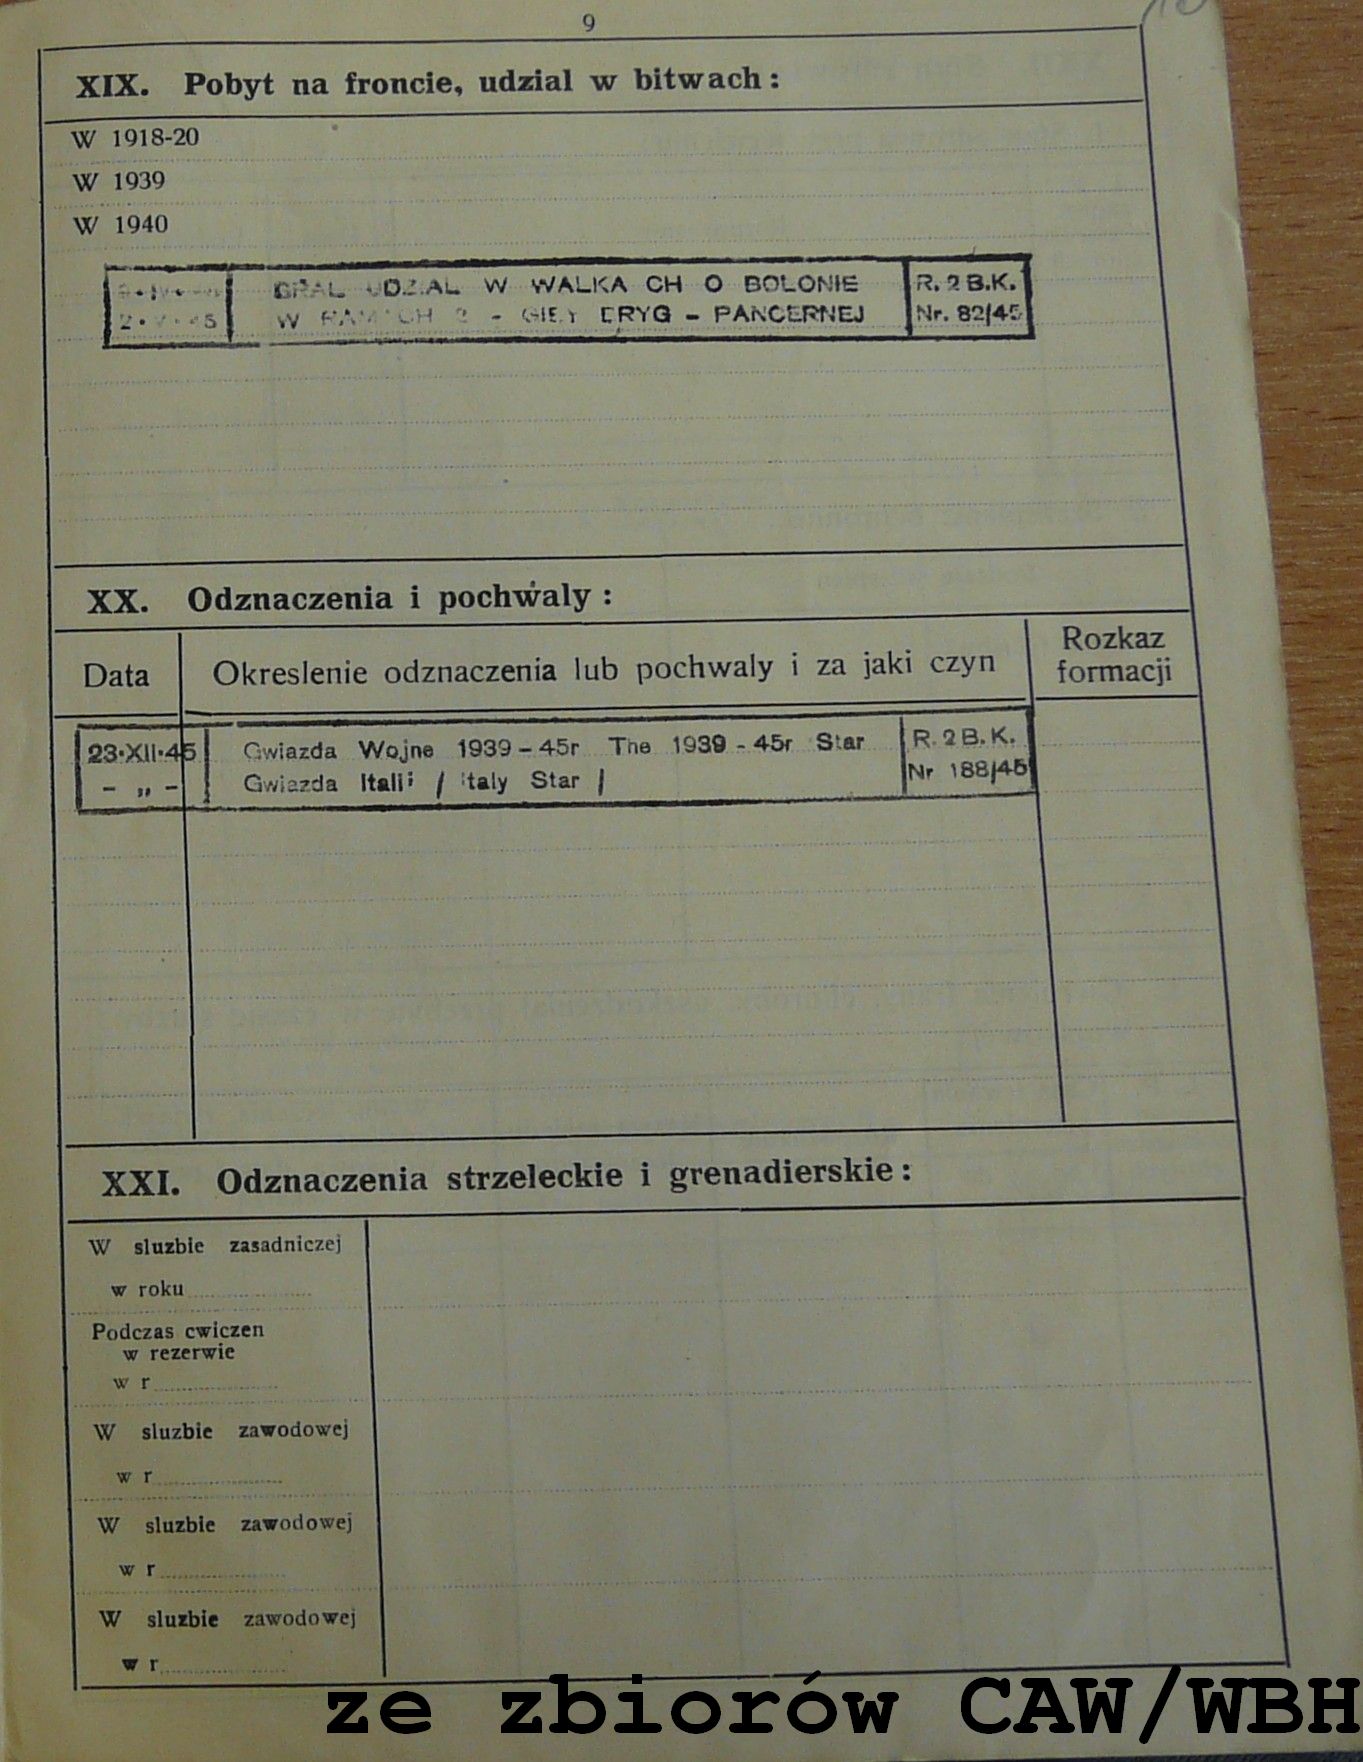 9
XIX. Pobyt na froncie, udzial w bitwach :
W 1918-20
W 1939
W 1940
BRAL UDZIAL W WALKA CH O BOLONIE R. 2 B.K.
2 · V · 45 W RAMACH 2 - GIEJ BRYG - PANCERNEJ Nr. 82/45
XX. Odznaczenia i pochwaly :
Data Okreslenie odznaczenia lub pochwaly i za jaki czyn Rozkaz formacji
23·XII·45 Gwiazda Wojne 1939 - 45r The 1939 - 45r Star R. 2 B. K.
- „ - Gwiazda Italii / Italy Star / Nr 188/45
XXI. Odznaczenia strzeleckie i grenadierskie :
W sluzbie zasadniczej
w roku
Podczas cwiczen
w rezerwie
w r
W sluzbie zawodowej
w r
W sluzbie zawodowej
w r
W sluzbie zawodowej
w r
ze zbiorów CAW/WBH